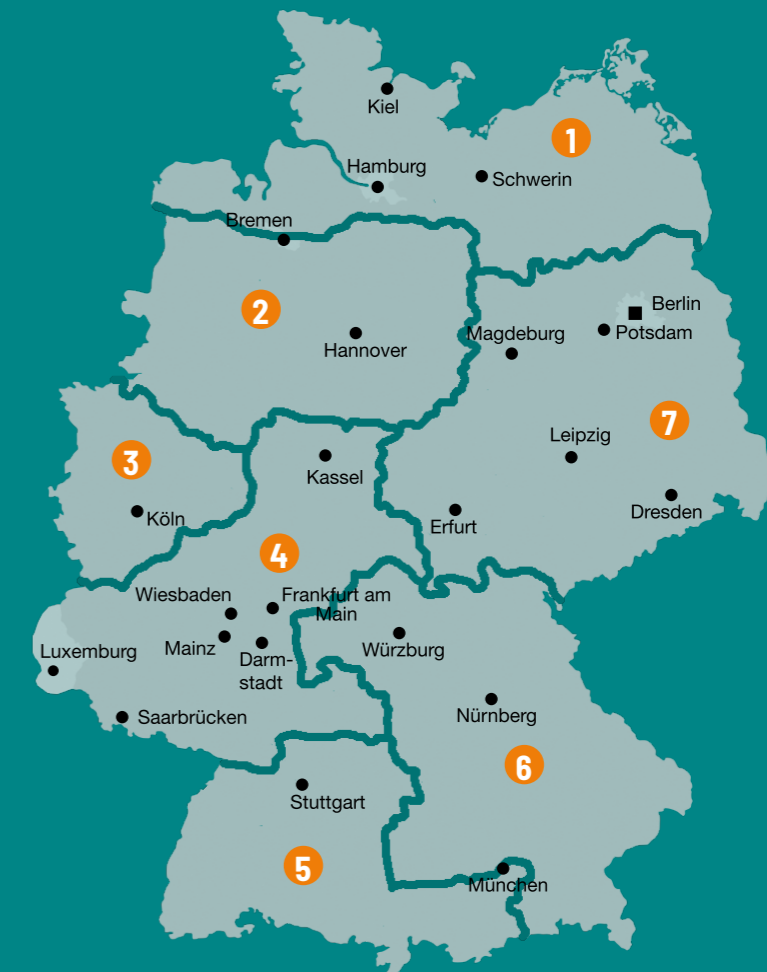 Kiel
1
Hamburg
Schwerin
Bremen
2
Berlin
Potsdam
Magdeburg
Hannover
7
Leipzig
3
Kassel
Köln
Dresden
Erfurt
4
Wiesbaden
Frankfurt am
Main
Mainz
Darm-
stadt
Würzburg
Luxemburg
Saarbrücken
Nürnberg
6
Stuttgart
5
München